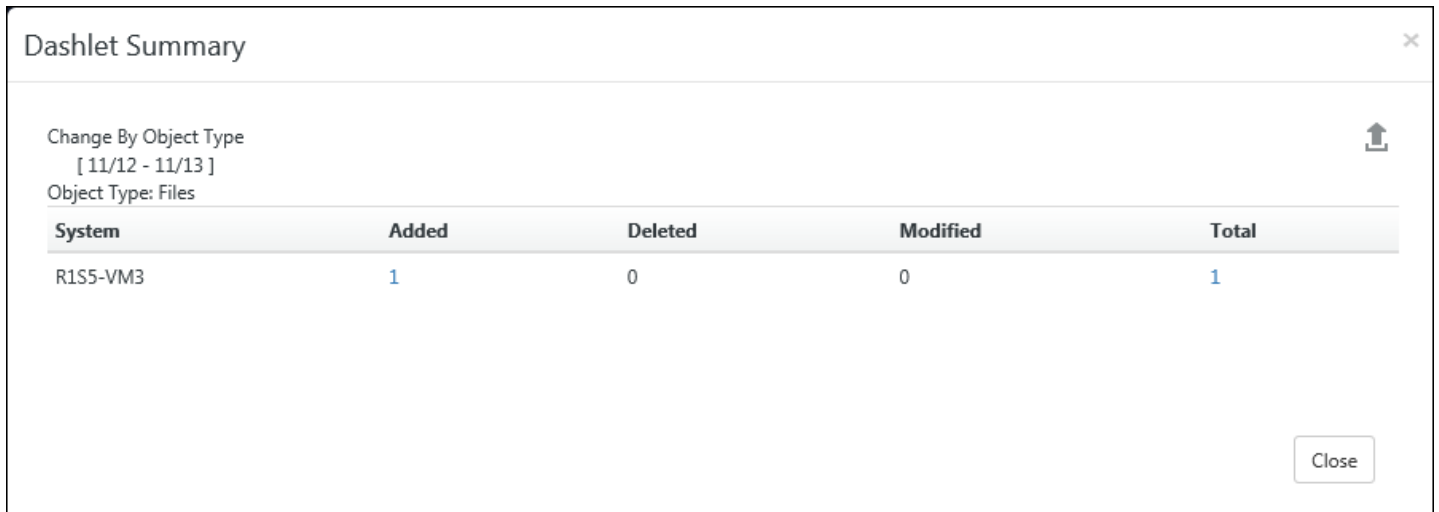 Dashlet Summary ×
Change By Object Type
[ 11/12 - 11/13 ]
Object Type: Files
System Added Deleted Modified Total
R1S5-VM3 1 0 0 1
Close